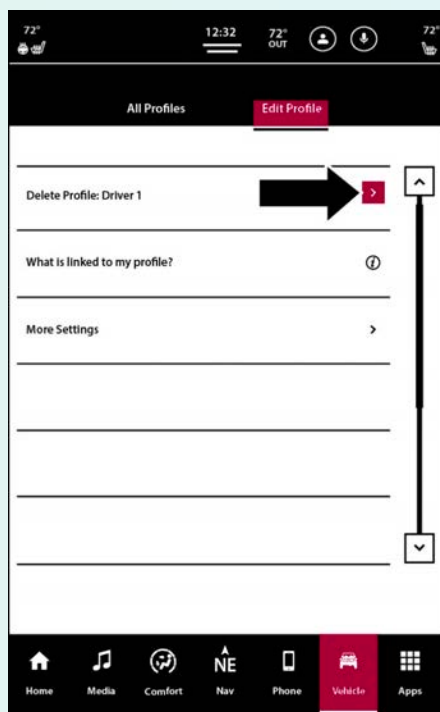 72° 12:32 72° OUT 72°
All Profiles Edit Profile
Delete Profile: Driver 1
What is linked to my profile?
More Settings
NE
Home Media Comfort Nav Phone Vehicle Apps